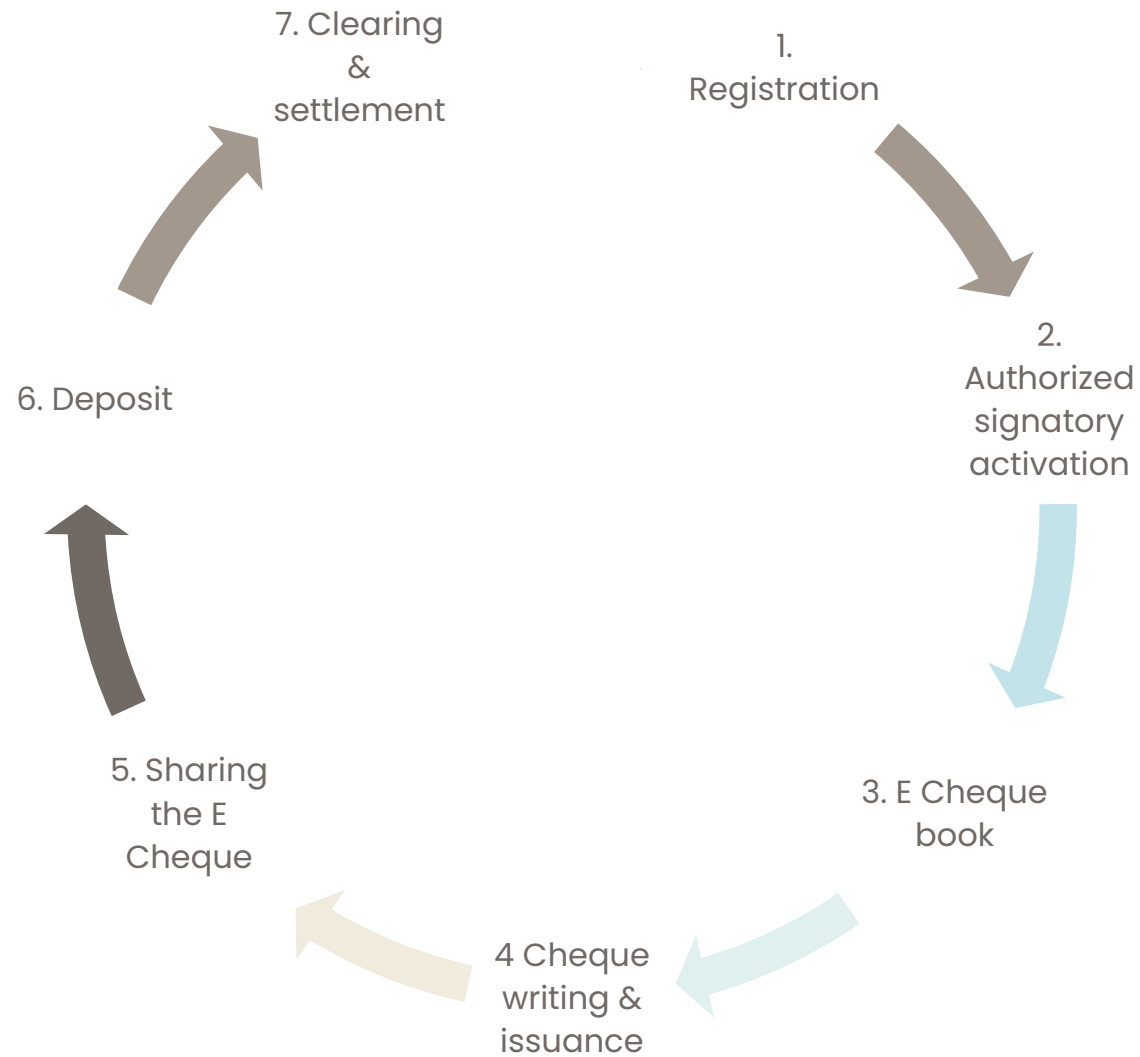 1.
Registration
2.
Authorized
signatory
activation
3. E Cheque
book
4 Cheque
writing &
issuance
5. Sharing
the E
Cheque
6. Deposit
7. Clearing
&
settlement